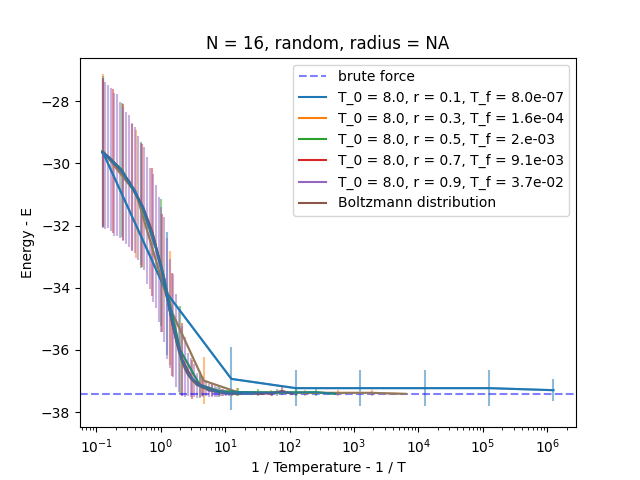 N = 16, random, radius = NA
brute force
T_0 = 8.0, r = 0.1, T_f = 8.0e-07
T_0 = 8.0, r = 0.3, T_f = 1.6e-04
T_0 = 8.0, r = 0.5, T_f = 2.e-03
T_0 = 8.0, r = 0.7, T_f = 9.1e-03
T_0 = 8.0, r = 0.9, T_f = 3.7e-02
Boltzmann distribution
Energy - E
−28
−30
−32
−34
−36
−38
10⁻¹ 10⁰ 10¹ 10² 10³ 10⁴ 10⁵ 10⁶
1 / Temperature - 1 / T